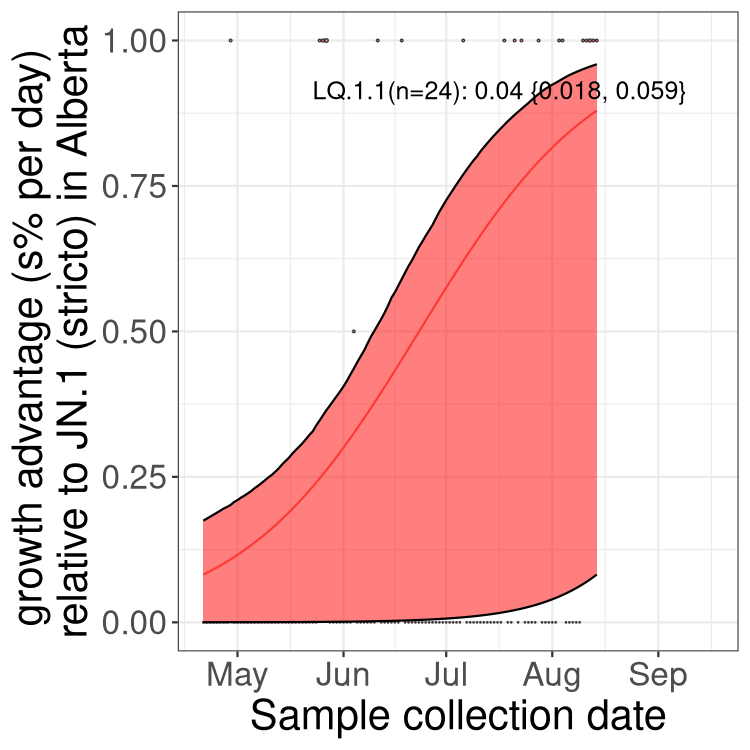 growth advantage (s% per day)
relative to JN.1 (stricto) in Alberta
1.00
0.75
0.50
0.25
0.00
LQ.1.1(n=24): 0.04 {0.018, 0.059}
May Jun Jul Aug Sep
Sample collection date